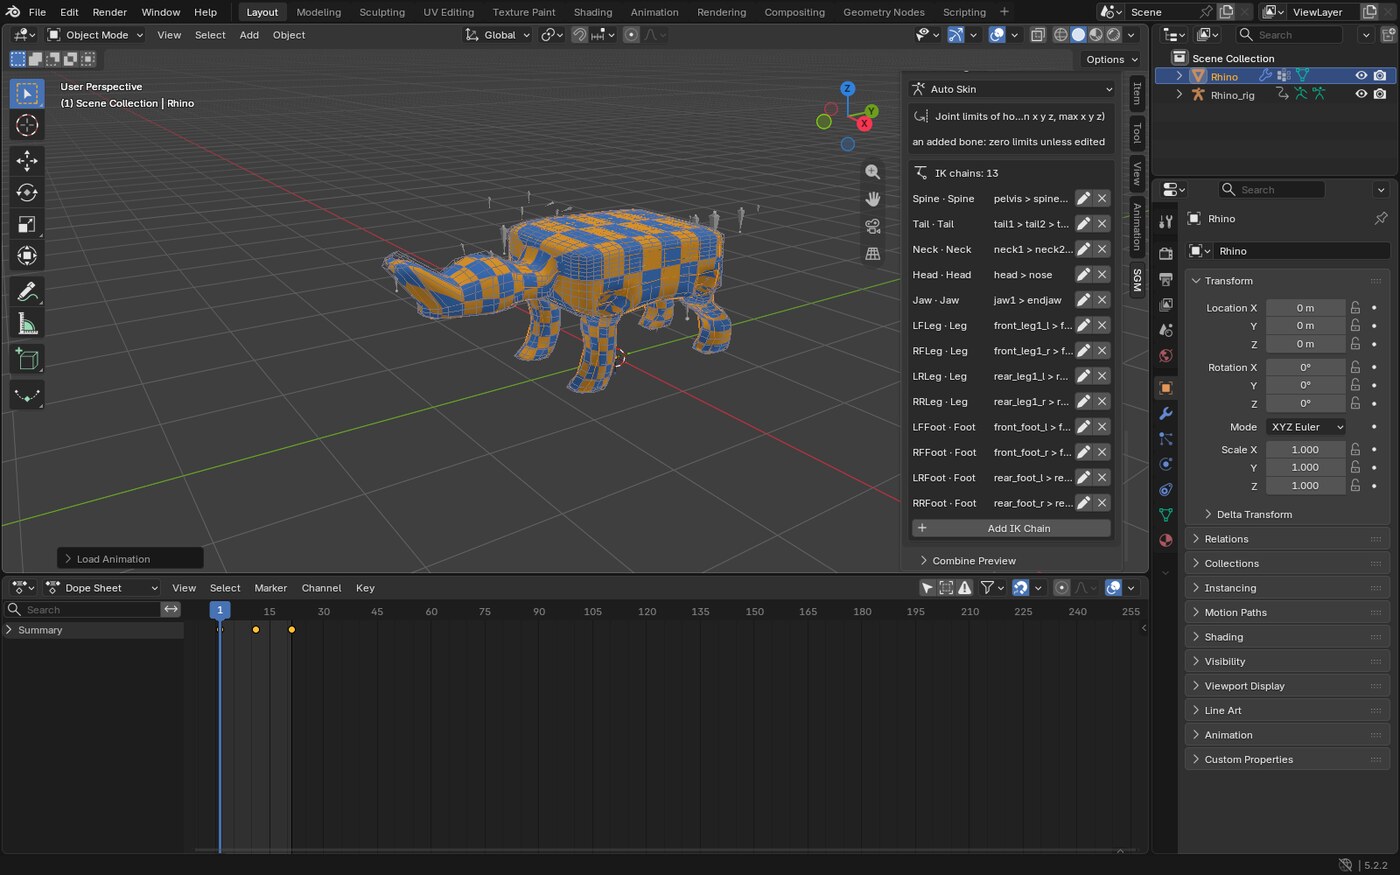 File Edit Render Window Help Layout Modeling Sculpting UV Editing Texture Paint Shading Animation Rendering Compositing Geometry Nodes Scripting + Scene ViewLayer
Object Mode View Select Add Object Global
Options
User Perspective
(1) Scene Collection | Rhino
Z
Y
X
Auto Skin
Joint limits of ho...n x y z, max x y z)
an added bone: zero limits unless edited
IK chains: 13
Spine · Spine pelvis > spine...
Tail · Tail tail1 > tail2 > t...
Neck · Neck neck1 > neck2...
Head · Head head > nose
Jaw · Jaw jaw1 > endjaw
LFLeg · Leg front_leg1_l > f...
RFLeg · Leg front_leg1_r > f...
LRLeg · Leg rear_leg1_l > r...
RRLeg · Leg rear_leg1_r > r...
LFFoot · Foot front_foot_l > f...
RFFoot · Foot front_foot_r > f...
LRFoot · Foot rear_foot_l > re...
RRFoot · Foot rear_foot_r > re...
+ Add IK Chain
Combine Preview
Item
Tool
View
Animation
SGM
Load Animation
Dope Sheet View Select Marker Channel Key
Search
1 15 30 45 60 75 90 105 120 135 150 165 180 195 210 225 240 255
Summary
Search
Scene Collection
Rhino
Rhino_rig
Search
Rhino
Rhino
Transform
Location X 0 m
Y 0 m
Z 0 m
Rotation X 0°
Y 0°
Z 0°
Mode XYZ Euler
Scale X 1.000
Y 1.000
Z 1.000
Delta Transform
Relations
Collections
Instancing
Motion Paths
Shading
Visibility
Viewport Display
Line Art
Animation
Custom Properties
5.2.2